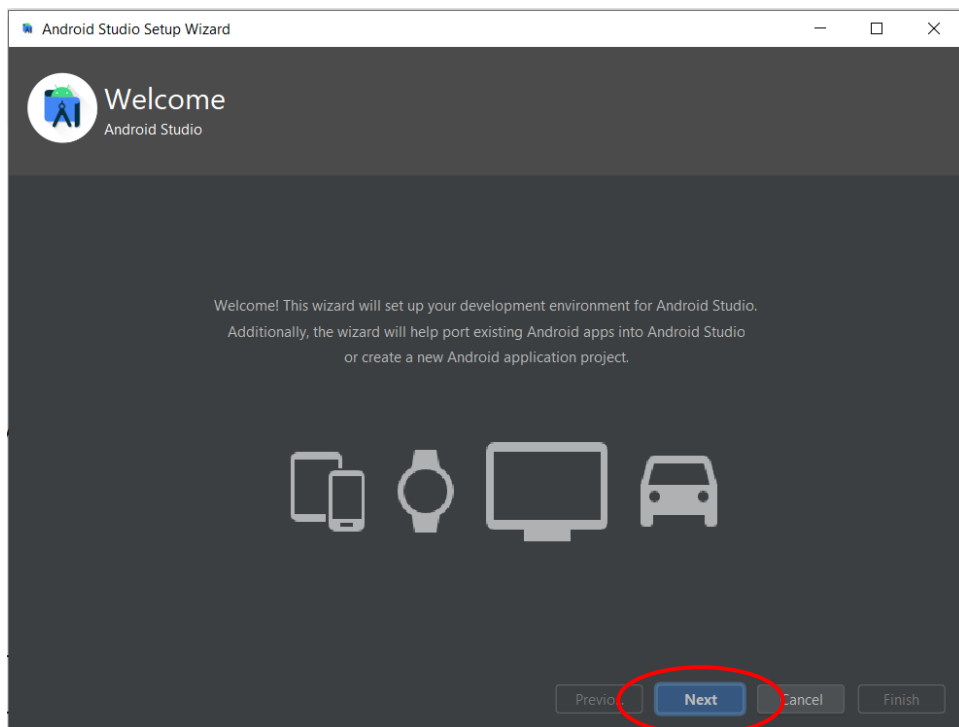 Android Studio Setup Wizard
Welcome
Android Studio
Welcome! This wizard will set up your development environment for Android Studio.
Additionally, the wizard will help port existing Android apps into Android Studio
or create a new Android application project.
Previo... Next Cancel Finish